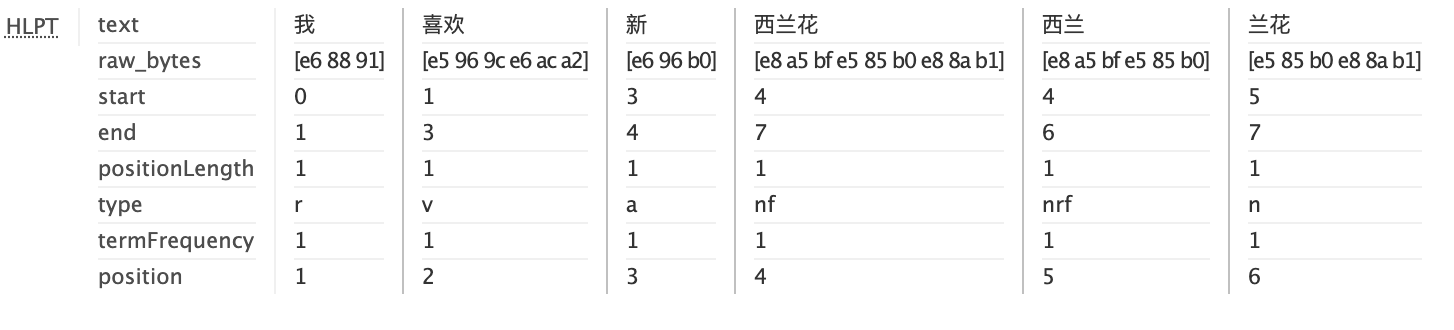 HLPT text 我 喜欢 新 西兰花 西兰 兰花
raw_bytes [e6 88 91] [e5 96 9c e6 ac a2] [e6 96 b0] [e8 a5 bf e5 85 b0 e8 8a b1] [e8 a5 bf e5 85 b0] [e5 85 b0 e8 8a b1]
start 0 1 3 4 4 5
end 1 3 4 7 6 7
positionLength 1 1 1 1 1 1
type r v a nf nrf n
termFrequency 1 1 1 1 1 1
position 1 2 3 4 5 6